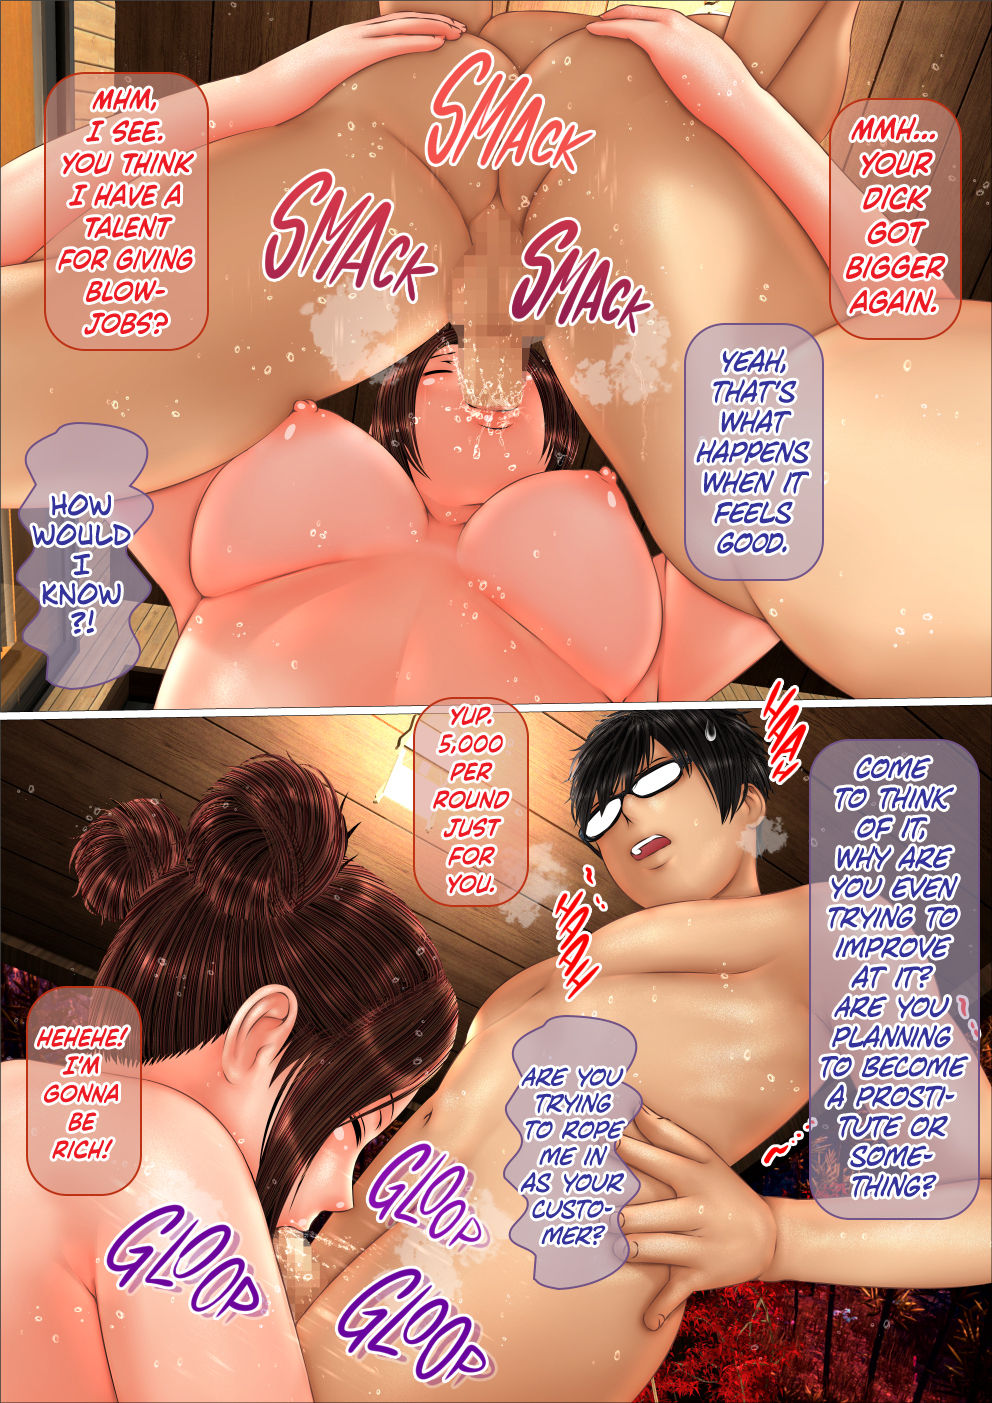 MMH...
YOUR
DICK
GOT
BIGGER
AGAIN.
YEAH,
THAT'S
WHAT
HAPPENS
WHEN IT
FEELS
GOOD.
SMACK
SMACK
SMACK
MHM,
I SEE.
YOU THINK
I HAVE A
TALENT
FOR GIVING
BLOW-
JOBS?
HOW
WOULD
I
KNOW
?!
COME
TO THINK
OF IT,
WHY ARE
YOU EVEN
TRYING TO
IMPROVE
AT IT?
ARE YOU
PLANNING
TO BECOME
A PROSTI-
TUTE OR
SOME-
THING?
HAAH
HAAAH
YUP.
5,000
PER
ROUND
JUST
FOR
YOU.
ARE YOU
TRYING
TO ROPE
ME IN
AS YOUR
CUSTO-
MER?
HEHEHE!
I'M
GONNA
BE
RICH!
GLOOP
GLOOP
GLOOP